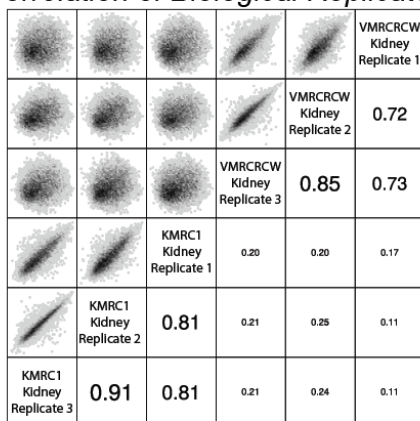 orrelation of Biological Replicat
VMRCRCW
Kidney
Replicate 1
VMRCRCW
Kidney
Replicate 2
0.72
VMRCRCW
Kidney
Replicate 3
0.85
0.73
KMRC1
Kidney
Replicate 1
0.20
0.20
0.17
KMRC1
Kidney
Replicate 2
0.81
0.21
0.25
0.11
KMRC1
Kidney
Replicate 3
0.91
0.81
0.21
0.24
0.11